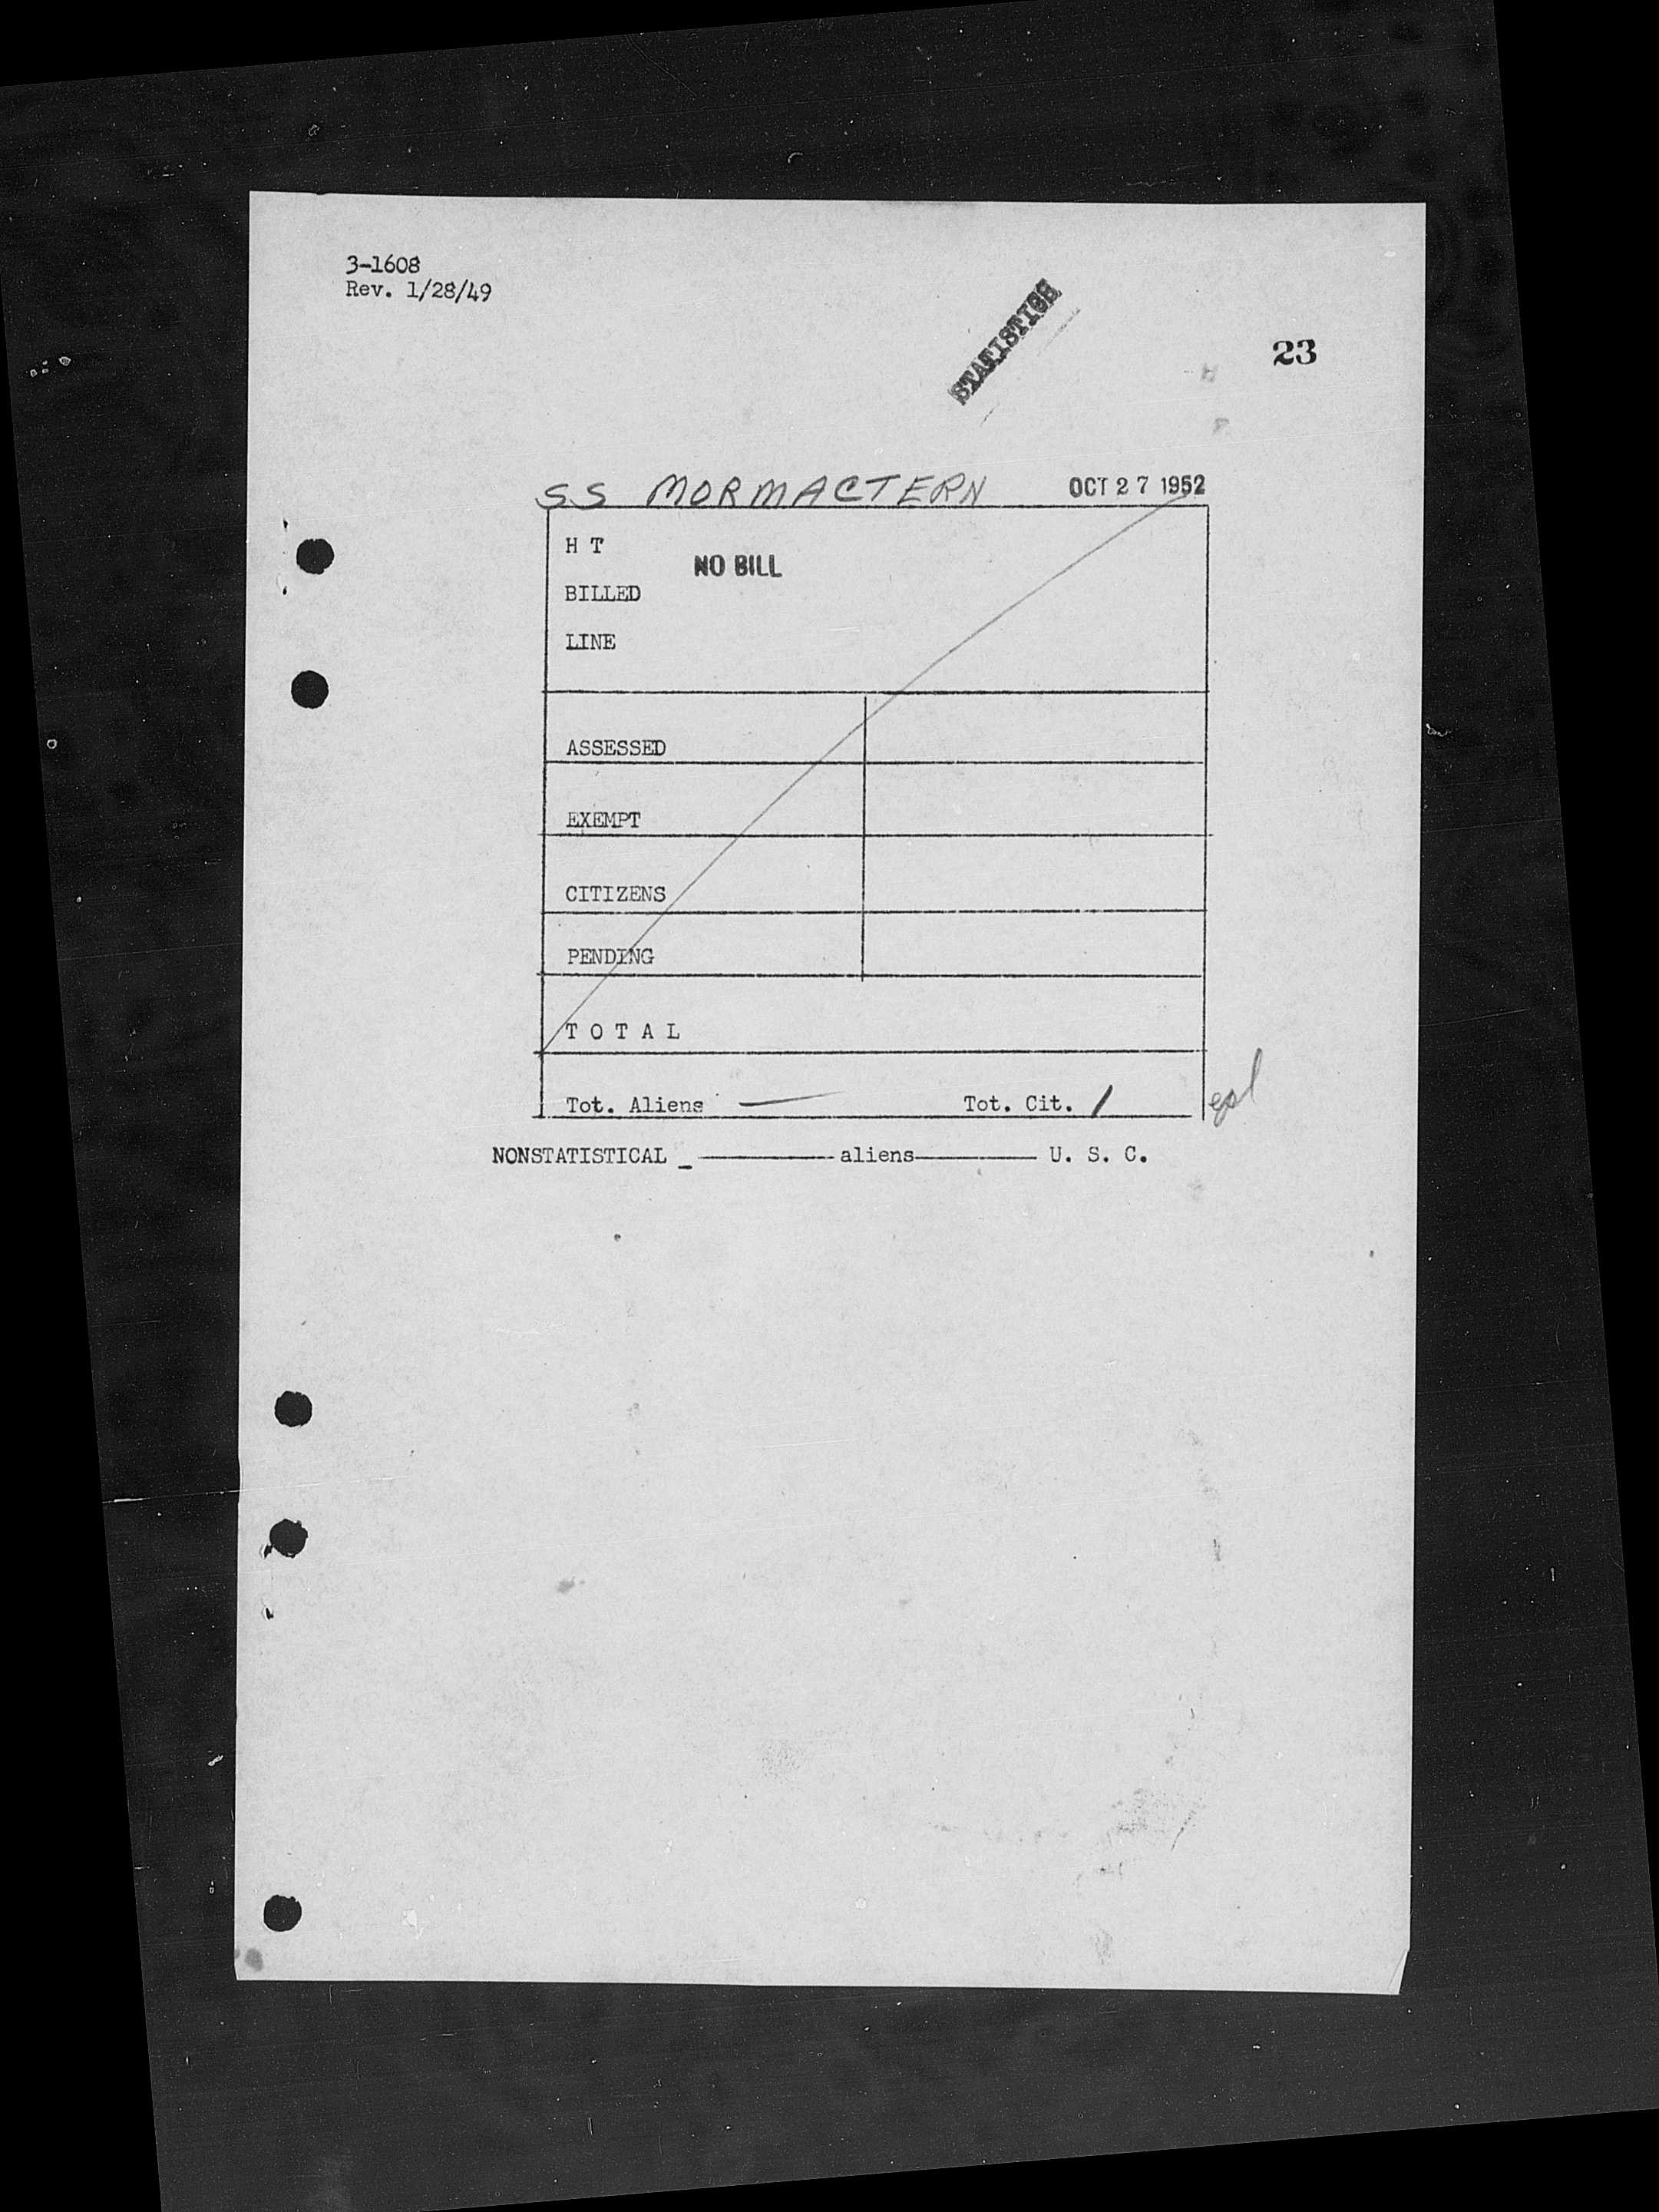 3-1608
Rev. 1/28/49
STATISTICS
23
SS MORMACTERN OCT 27 1952
H T
NO BILL
BILLED
LINE
ASSESSED
EXEMPT
CITIZENS
PENDING
T O T A L
Tot. Aliens — Tot. Cit. 1
NONSTATISTICAL _ ———— aliens———— U. S. C.